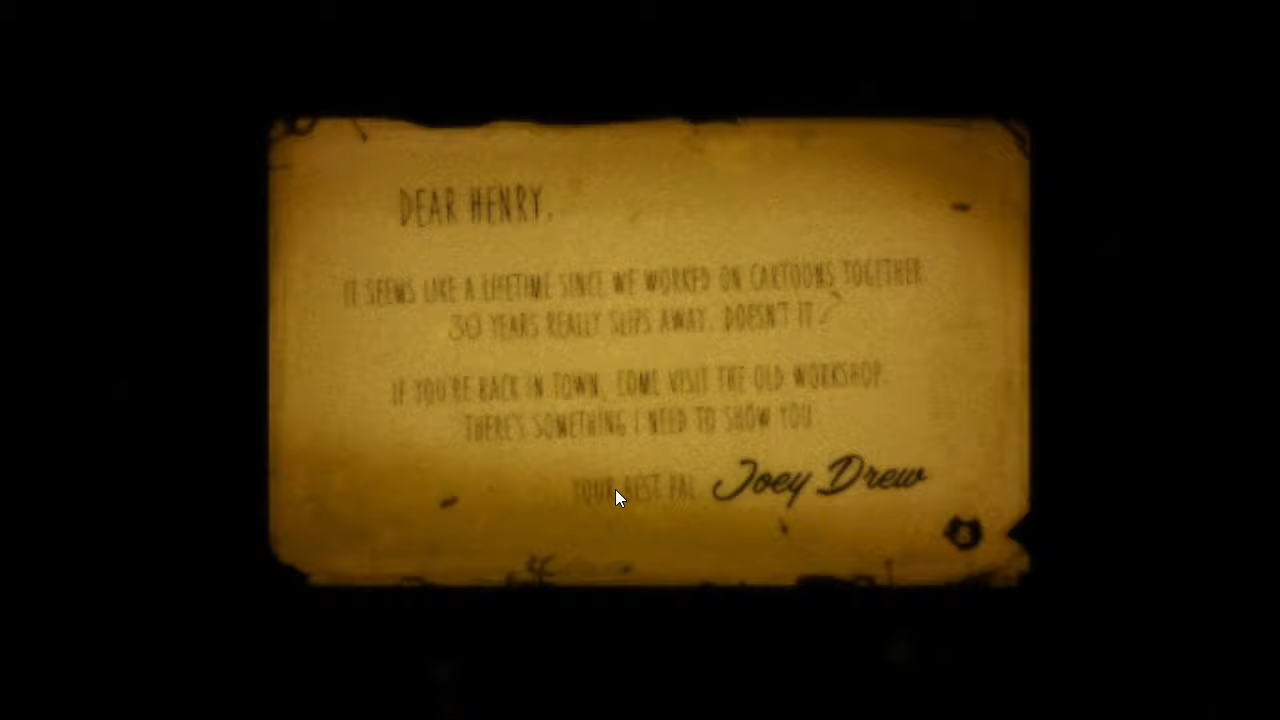 DEAR HENRY,
IT SEEMS LIKE A LIFETIME SINCE WE WORKED ON CARTOONS TOGETHER.
30 YEARS REALLY SLIPS AWAY, DOESN'T IT?
IF YOU'RE BACK IN TOWN, COME VISIT THE OLD WORKSHOP.
THERE'S SOMETHING I NEED TO SHOW YOU.
YOUR BEST PAL, Joey Drew